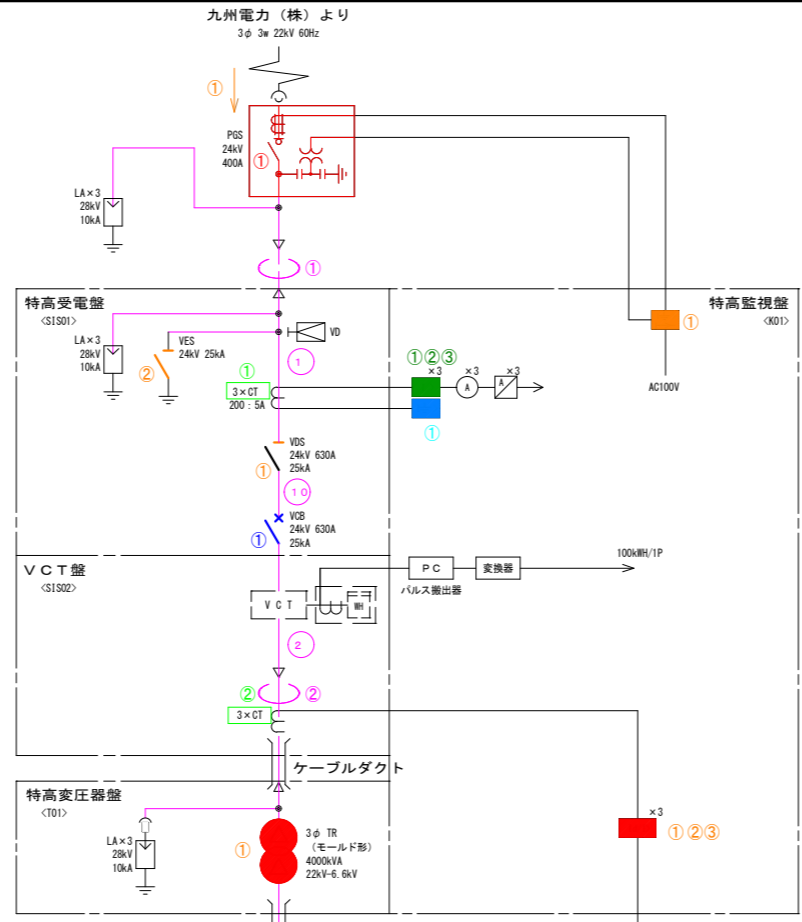 九州電力（株）より
3φ 3w 22kV 60Hz
①
PGS
24kV
400A
①
LA×3
28kV
10kA
①
特高受電盤
<SIS01>
特高監視盤
<K01>
①
AC100V
LA×3
28kV
10kA
VES
24kV 25kA
②
VD
1
①
3×CT
200：5A
①②③
×3
×3
×3
A
A
①
VDS
24kV 630A
25kA
①
10
VCB
24kV 630A
25kA
①
ＶＣＴ盤
<SIS02>
ＶＣＴ
WH
ＰＣ
パルス搬出器
変換器
100kWH/1P
2
②
②
3×CT
ケーブルダクト
特高変圧器盤
<T01>
LA×3
28kV
10kA
①
3φ TR
（モールド形）
4000kVA
22kV-6.6kV
×3
①②③